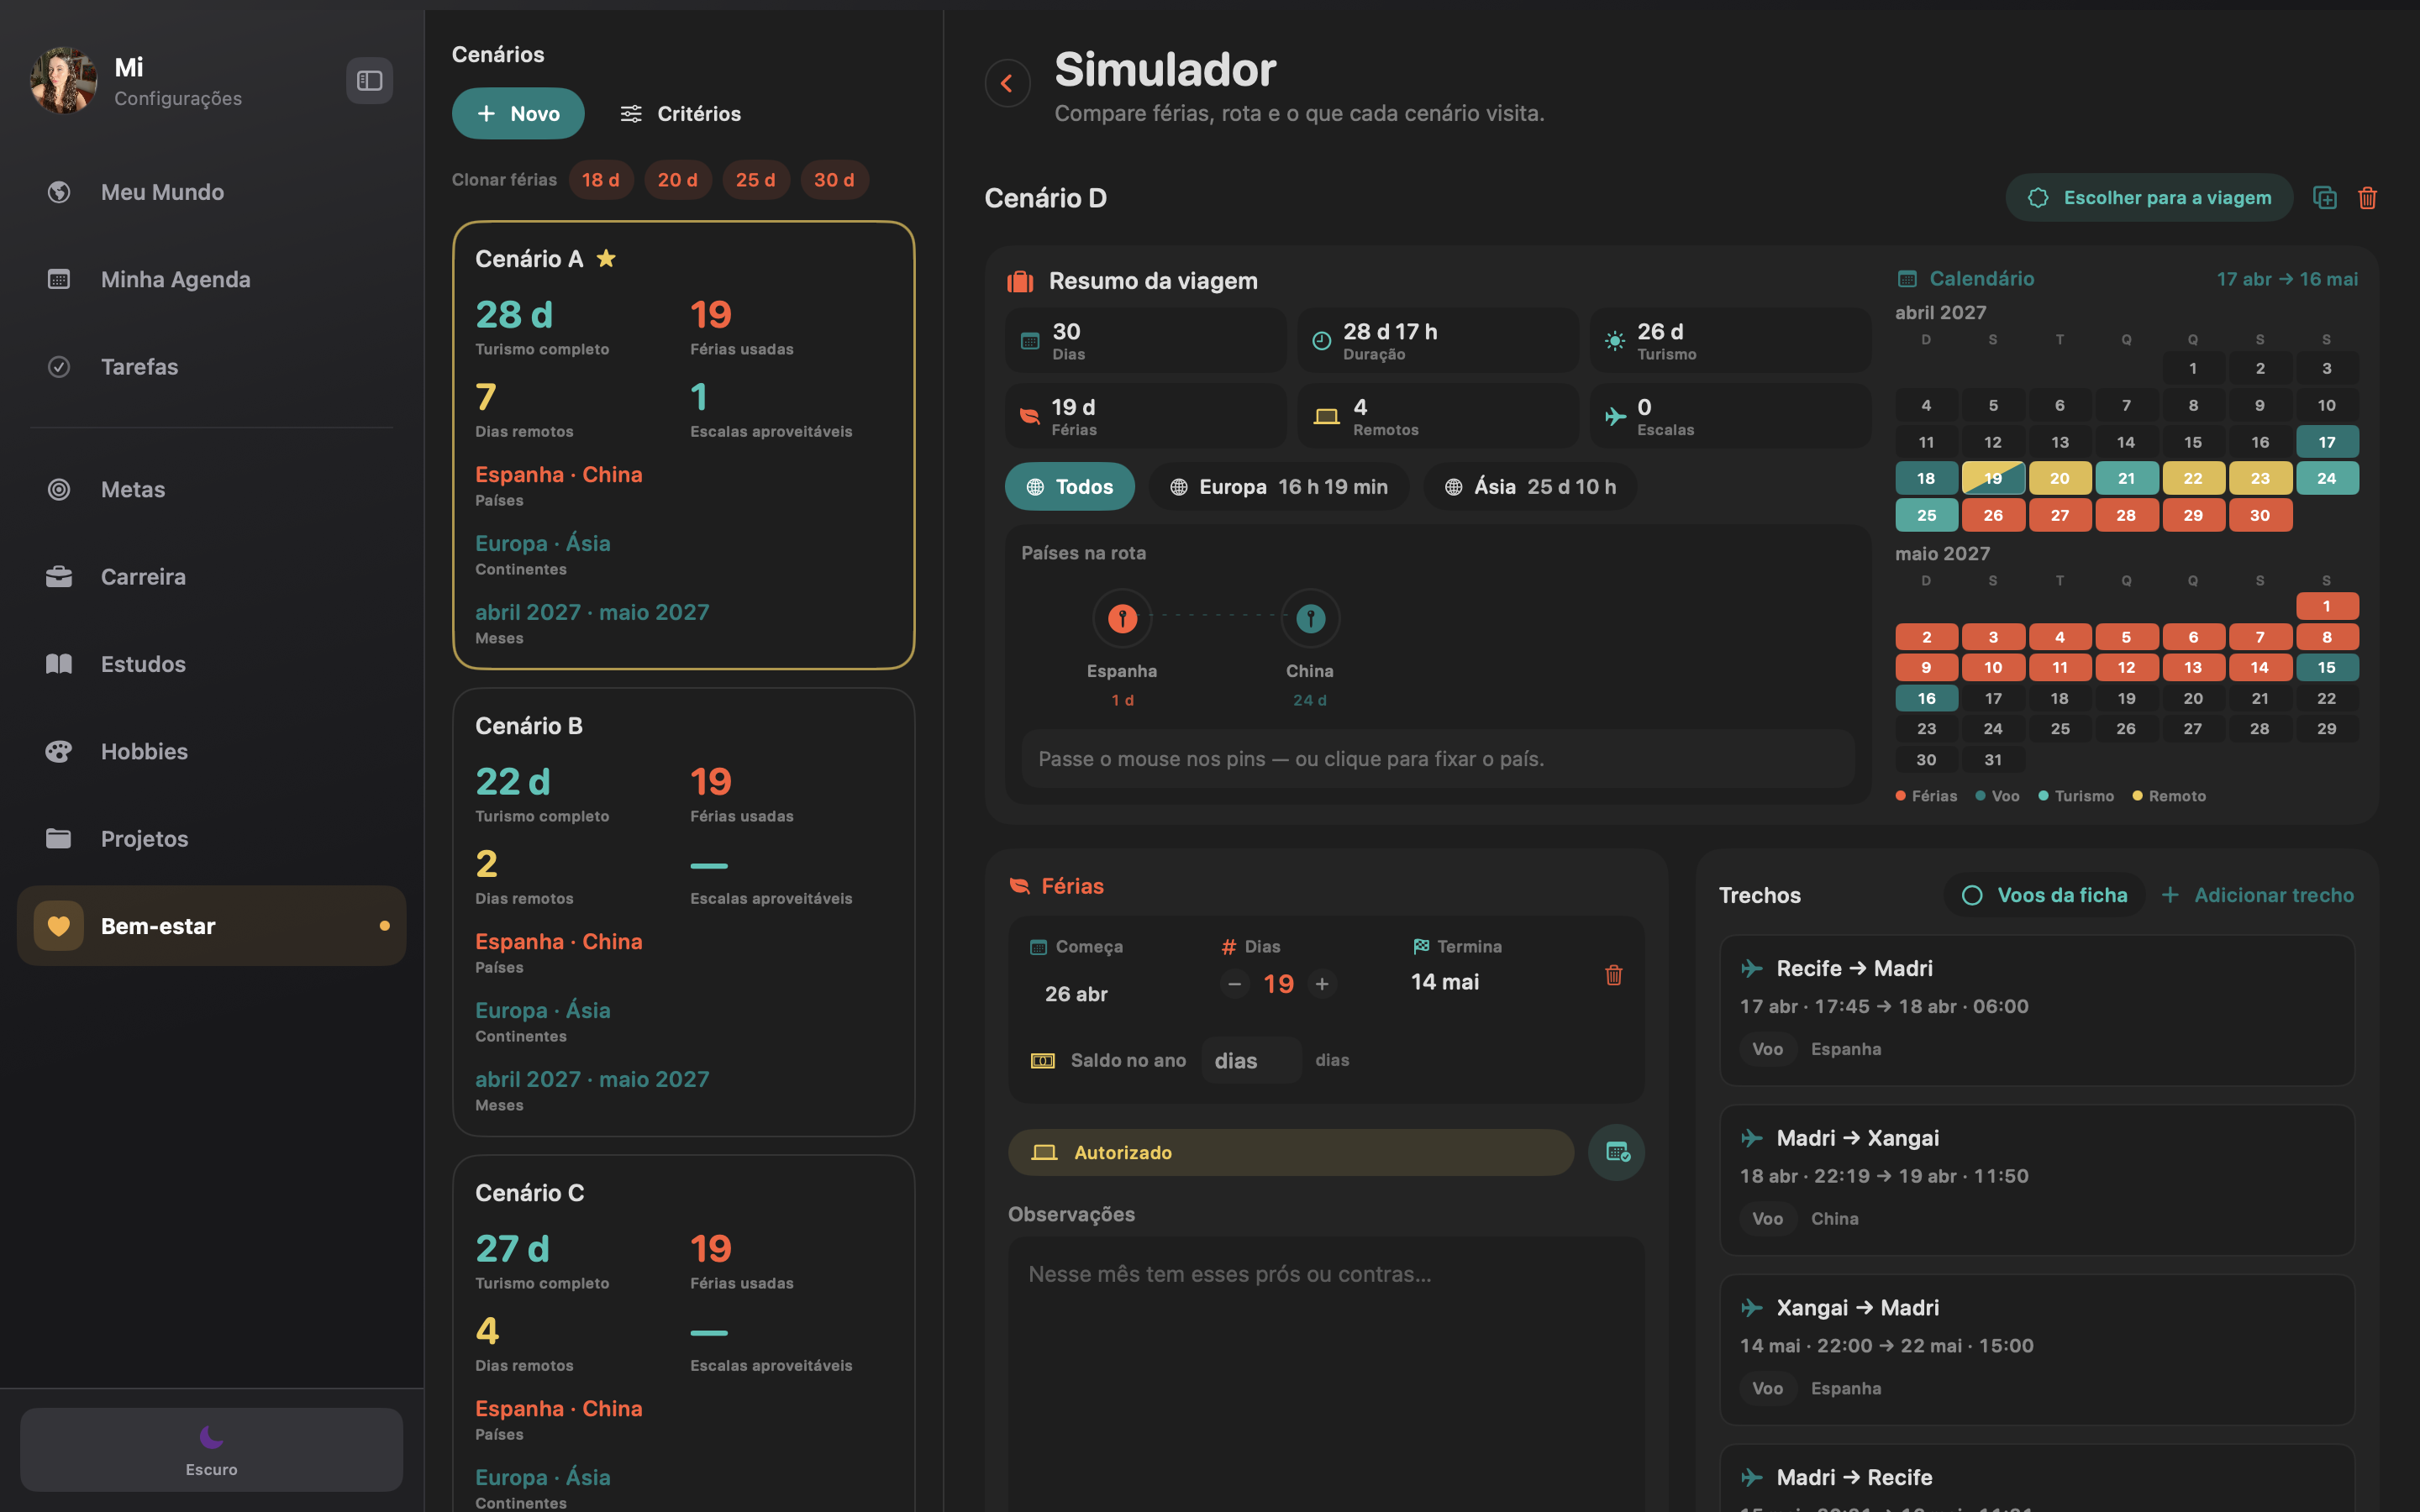 Mi
Configurações
Meu Mundo
Minha Agenda
Tarefas
Metas
Carreira
Estudos
Hobbies
Projetos
Bem-estar
Escuro
Cenários
+ Novo
Critérios
Clonar férias 18 d 20 d 25 d 30 d
Cenário A
28 d 19
Turismo completo Férias usadas
7 1
Dias remotos Escalas aproveitáveis
Espanha · China
Países
Europa · Ásia
Continentes
abril 2027 · maio 2027
Meses
Cenário B
22 d 19
Turismo completo Férias usadas
2 —
Dias remotos Escalas aproveitáveis
Espanha · China
Países
Europa · Ásia
Continentes
abril 2027 · maio 2027
Meses
Cenário C
27 d 19
Turismo completo Férias usadas
4 —
Dias remotos Escalas aproveitáveis
Espanha · China
Países
Europa · Ásia
Continentes
Simulador
Compare férias, rota e o que cada cenário visita.
Cenário D
Escolher para a viagem
Resumo da viagem
30
Dias
28 d 17 h
Duração
26 d
Turismo
19 d
Férias
4
Remotos
0
Escalas
Todos
Europa 16 h 19 min
Ásia 25 d 10 h
Países na rota
Espanha China
1 d 24 d
Passe o mouse nos pins — ou clique para fixar o país.
Calendário 17 abr → 16 mai
abril 2027
D S T Q Q S S
1 2 3
4 5 6 7 8 9 10
11 12 13 14 15 16 17
18 19 20 21 22 23 24
25 26 27 28 29 30
maio 2027
D S T Q Q S S
1
2 3 4 5 6 7 8
9 10 11 12 13 14 15
16 17 18 19 20 21 22
23 24 25 26 27 28 29
30 31
Férias Voo Turismo Remoto
Férias
Começa # Dias Termina
26 abr − 19 + 14 mai
Saldo no ano dias dias
Autorizado
Observações
Nesse mês tem esses prós ou contras...
Trechos
Voos da ficha
+ Adicionar trecho
Recife → Madri
17 abr · 17:45 → 18 abr · 06:00
Voo Espanha
Madri → Xangai
18 abr · 22:19 → 19 abr · 11:50
Voo China
Xangai → Madri
14 mai · 22:00 → 22 mai · 15:00
Voo Espanha
Madri → Recife